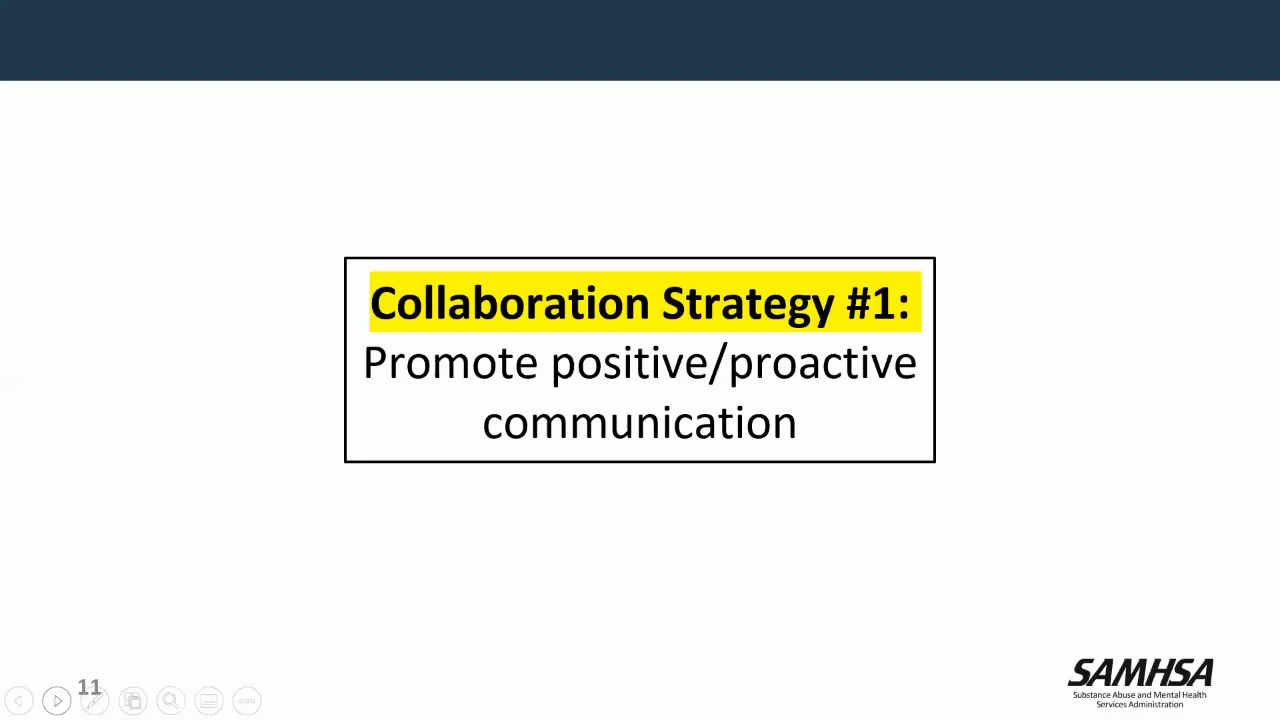 Collaboration Strategy #1:
Promote positive/proactive
communication
11
SAMHSA
Substance Abuse and Mental Health
Services Administration